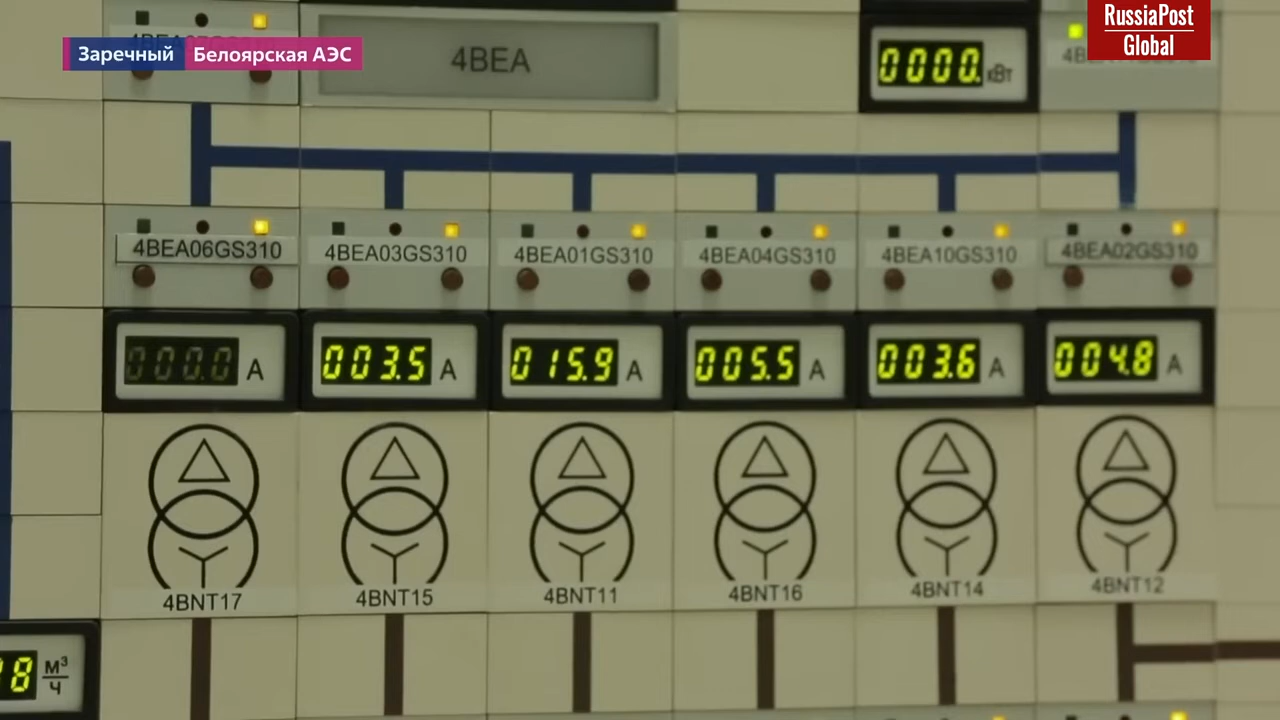 RussiaPost
Global
Заречный Белоярская АЭС
4BEA
0000. кВт
4BEA06GS310 4BEA03GS310 4BEA01GS310 4BEA04GS310 4BEA10GS310 4BEA02GS310
000.0 A 003.5 A 015.9 A 005.5 A 003.6 A 004.8 A
4BNT17 4BNT15 4BNT11 4BNT16 4BNT14 4BNT12
8 м³/ч